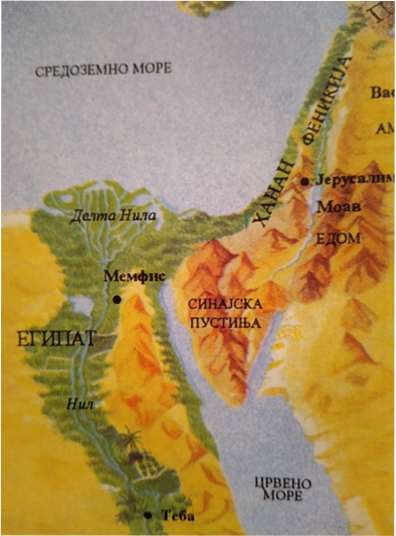 СРЕДОЗЕМНО МОРЕ
ФЕНИКИЈА
ХАНАН
Јерусалим
Моав
ЕДОМ
Делта Нила
Мемфис
СИНАЈСКА
ПУСТИЊА
ЕГИПАТ
Нил
ЦРВЕНО
МОРЕ
Теба